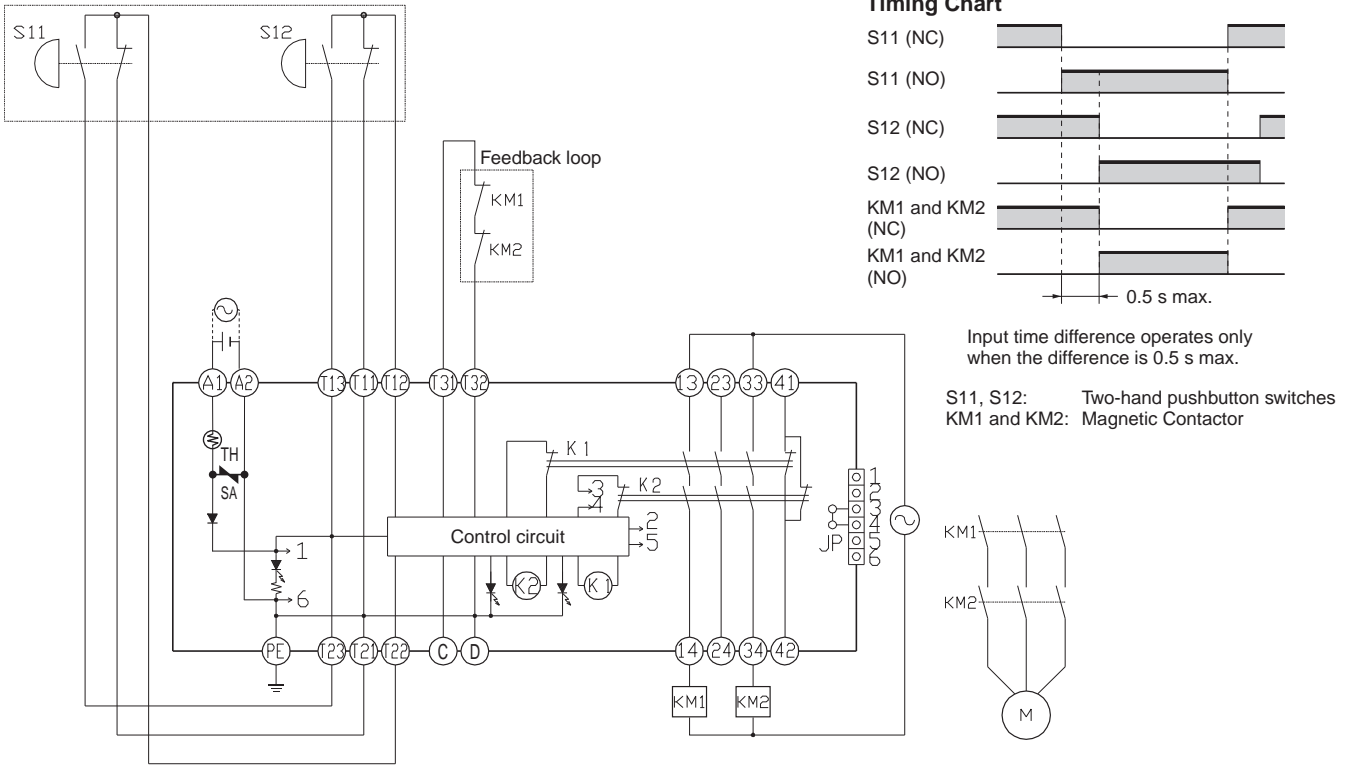 Timing Chart
S11
S12
S11 (NC)
S11 (NO)
S12 (NC)
S12 (NO)
KM1 and KM2
(NC)
KM1 and KM2
(NO)
0.5 s max.
Input time difference operates only
when the difference is 0.5 s max.
S11, S12: Two-hand pushbutton switches
KM1 and KM2: Magnetic Contactor
Feedback loop
KM1
KM2
A1 A2 T13 T11 T12 T31 T32 13 23 33 41
TH
SA
K1
3
4
K2
Control circuit
2
5
1
6
K2
K1
JP
1
2
3
4
5
6
PE T23 T21 T22 C D 14 24 34 42
KM1
KM2
KM1
KM2
M